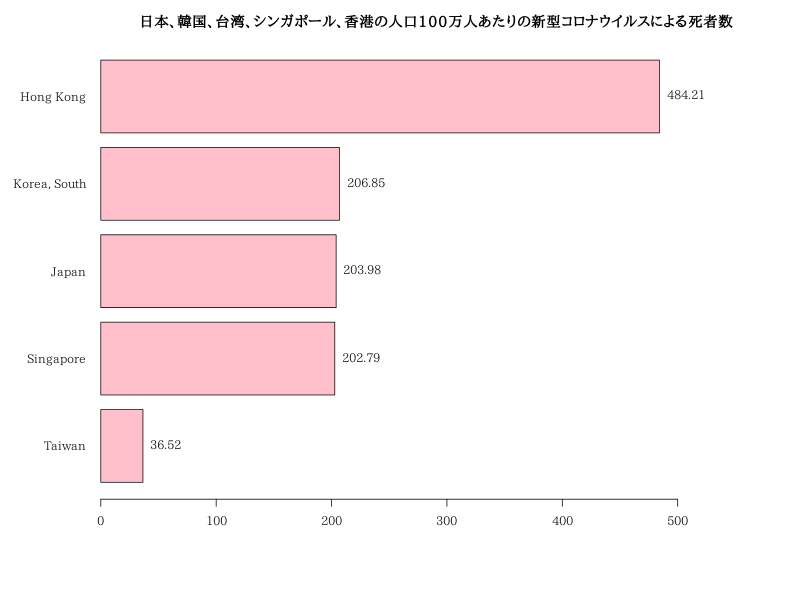 日本、韓国、台湾、シンガポール、香港の人口100万人あたりの新型コロナウイルスによる死者数
Hong Kong
484.21
Korea, South
206.85
Japan
203.98
Singapore
202.79
Taiwan
36.52
0 100 200 300 400 500